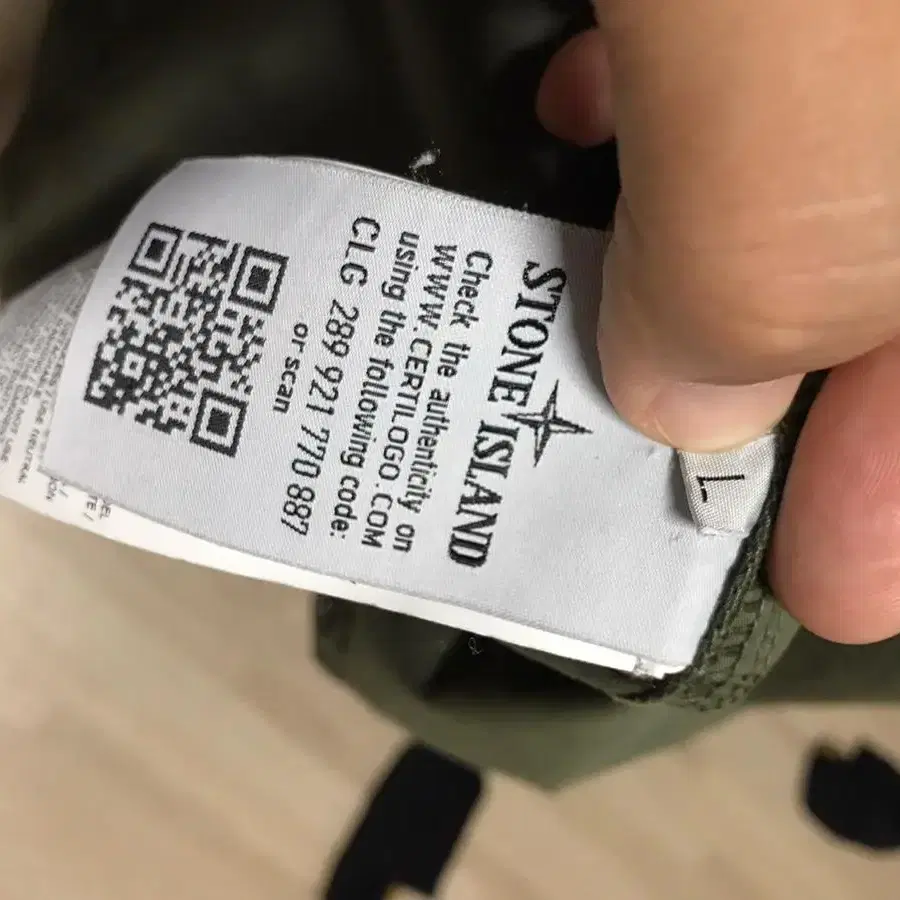 STONE ISLAND
Check the authenticity on
WWW.CERTILOGO.COM
using the following code:
CLG 289 921 770 887
or scan
L